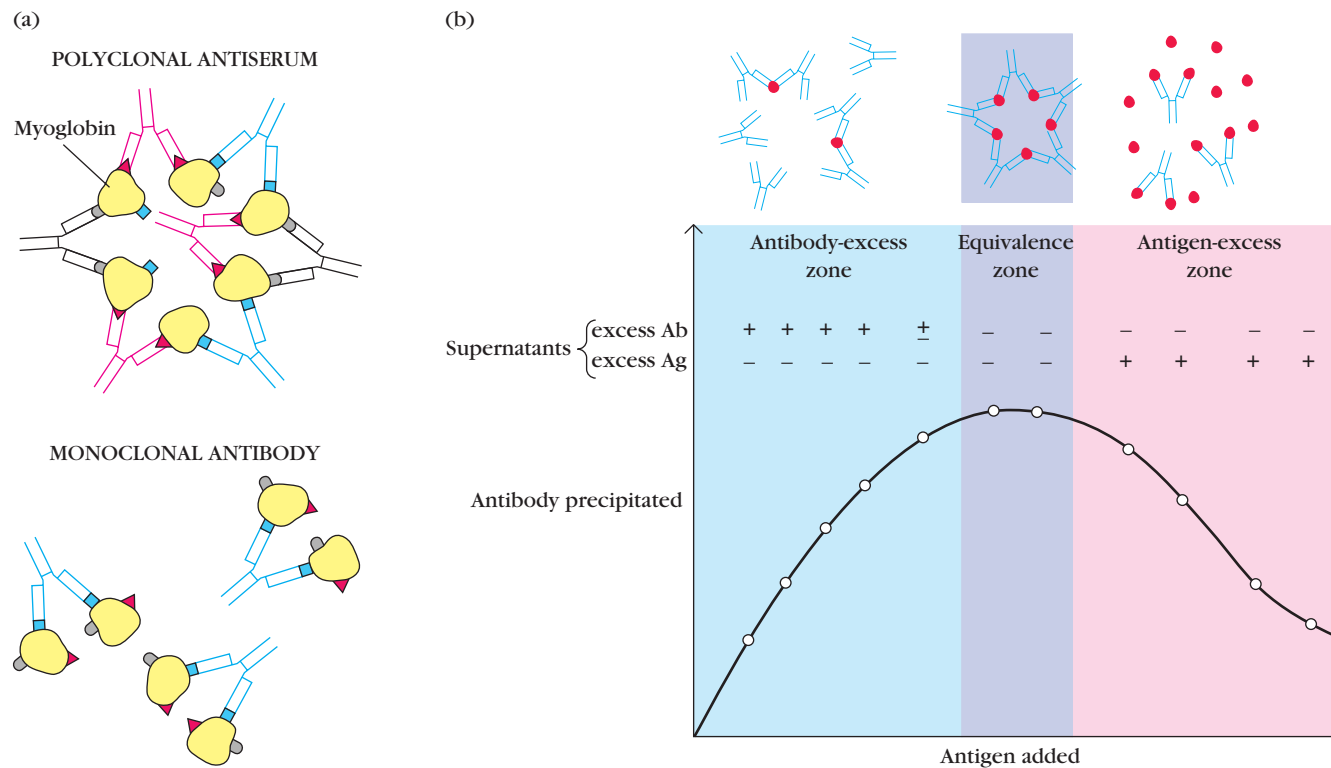 (a)
POLYCLONAL ANTISERUM
Myoglobin
MONOCLONAL ANTIBODY
(b)
Antibody-excess
zone
Equivalence
zone
Antigen-excess
zone
Supernatants
excess Ab + + + + ± – – – – – –
excess Ag – – – – – – – + + + +
Antibody precipitated
Antigen added